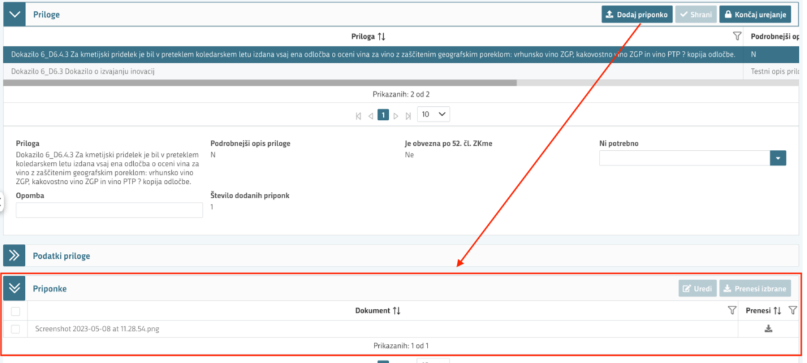 Priloge
Dodaj priponko
Shrani
Končaj urejanje
Priloga
Podrobnejši op
Dokazilo 6_D6.4.3 Za kmetijski pridelek je bil v preteklem koledarskem letu izdana vsaj ena odločba o oceni vina za vino z zaščitenim geografskim poreklom: vrhunsko vino ZGP, kakovostno vino ZGP in vino PTP ? kopija odločbe.
N
Dokazilo 6_D6.3 Dokazilo o izvajanju inovacij
Testni opis prilo
Prikazanih: 2 od 2
1
10
Priloga
Podrobnejši opis priloge
Je obvezna po 52. čl. ZKme
Ni potrebno
Dokazilo 6_D6.4.3 Za kmetijski pridelek je bil v preteklem
koledarskem letu izdana vsaj ena odločba o oceni vina za
vino z zaščitenim geografskim poreklom: vrhunsko vino
ZGP, kakovostno vino ZGP in vino PTP ? kopija odločbe.
N
Ne
Opomba
Število dodanih priponk
1
Podatki priloge
Priponke
Uredi
Prenesi izbrane
Dokument
Prenesi
Screenshot 2023-05-08 at 11.28.54.png
Prikazanih: 1 od 1